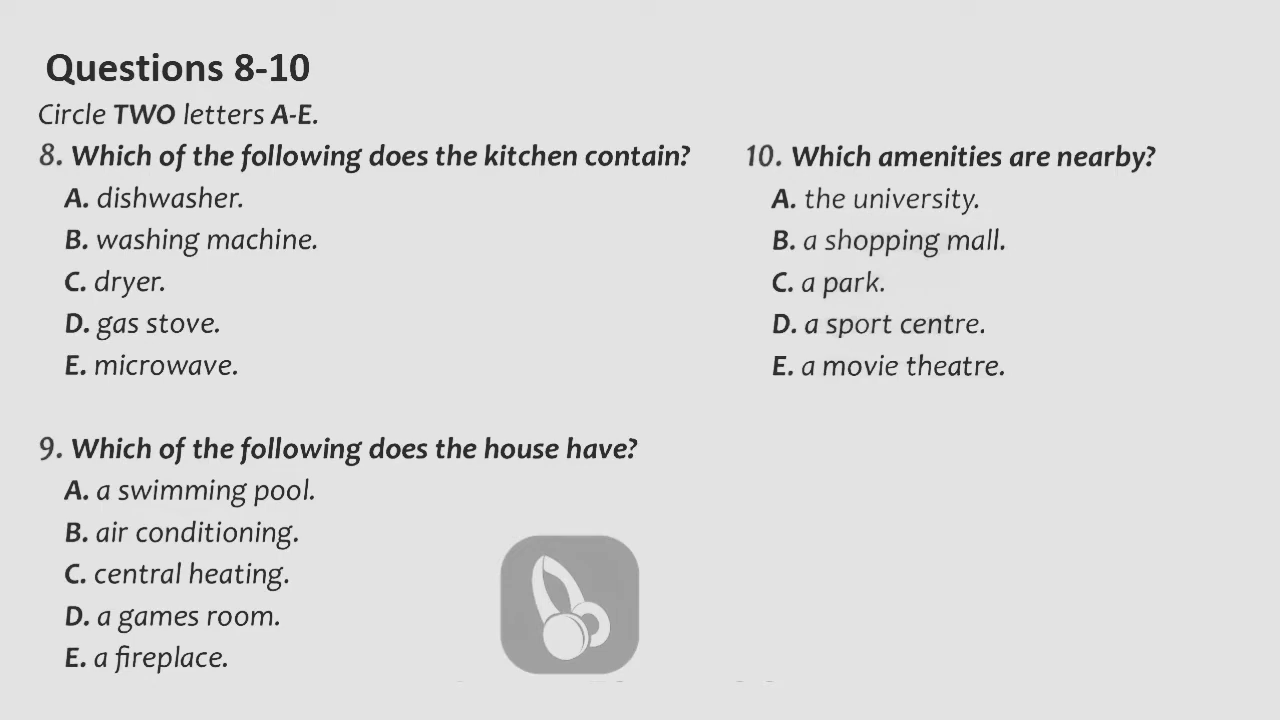 Questions 8-10
Circle TWO letters A-E.
8. Which of the following does the kitchen contain?
A. dishwasher.
B. washing machine.
C. dryer.
D. gas stove.
E. microwave.
9. Which of the following does the house have?
A. a swimming pool.
B. air conditioning.
C. central heating.
D. a games room.
E. a fireplace.
10. Which amenities are nearby?
A. the university.
B. a shopping mall.
C. a park.
D. a sport centre.
E. a movie theatre.